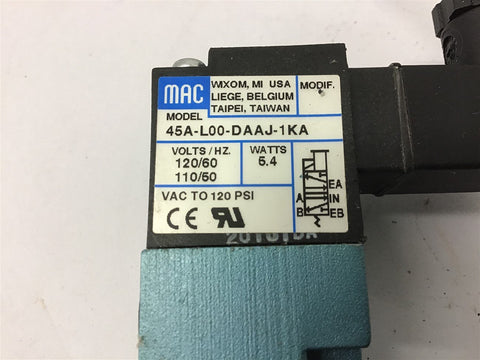 MAC
WIXOM, MI USA
LIEGE, BELGIUM
TAIPEI, TAIWAN
MODIF.
MODEL
45A-L00-DAAJ-1KA
VOLTS / HZ.
120/60
110/50
WATTS
5.4
VAC TO 120 PSI
CE RU
EA
A IN
B EB